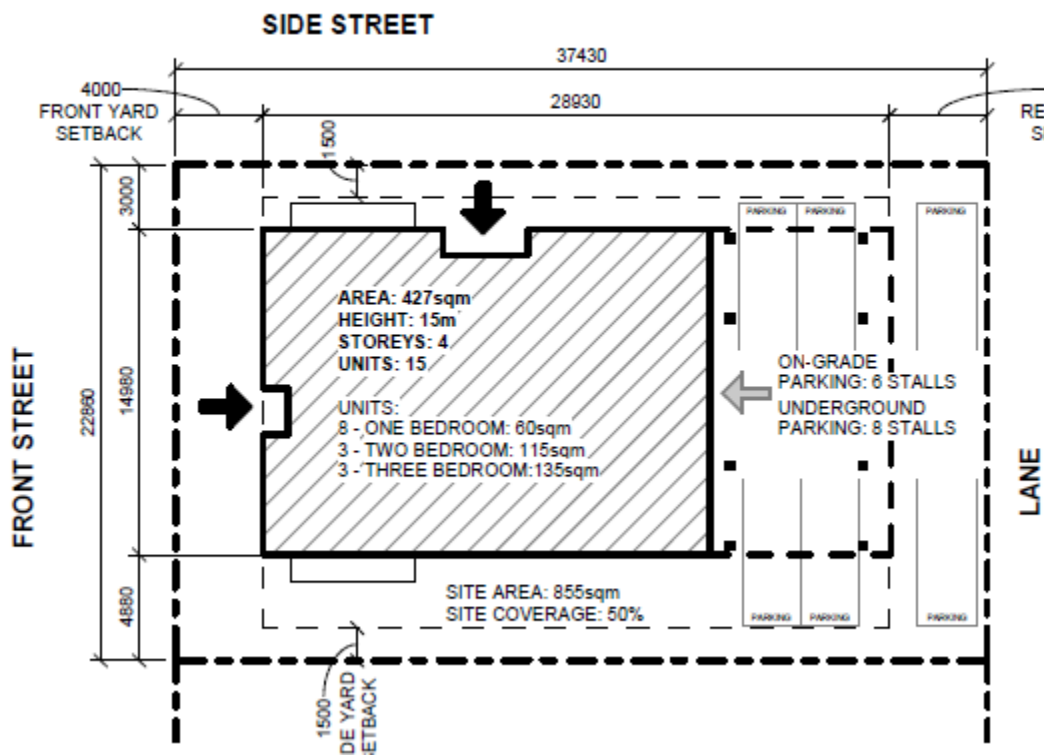 SIDE STREET
37430
4000
FRONT YARD
SETBACK
28930
RE
S
1500
3000
PARKING
PARKING
PARKING
AREA: 427sqm
HEIGHT: 15m
STOREYS: 4
UNITS: 15
UNITS:
8 - ONE BEDROOM: 60sqm
3 - TWO BEDROOM: 115sqm
3 - THREE BEDROOM:135sqm
ON-GRADE
PARKING: 6 STALLS
UNDERGROUND
PARKING: 8 STALLS
FRONT STREET
22860
14980
LANE
4880
SITE AREA: 855sqm
SITE COVERAGE: 50%
PARKING
PARKING
PARKING
1500
DE YARD
SETBACK